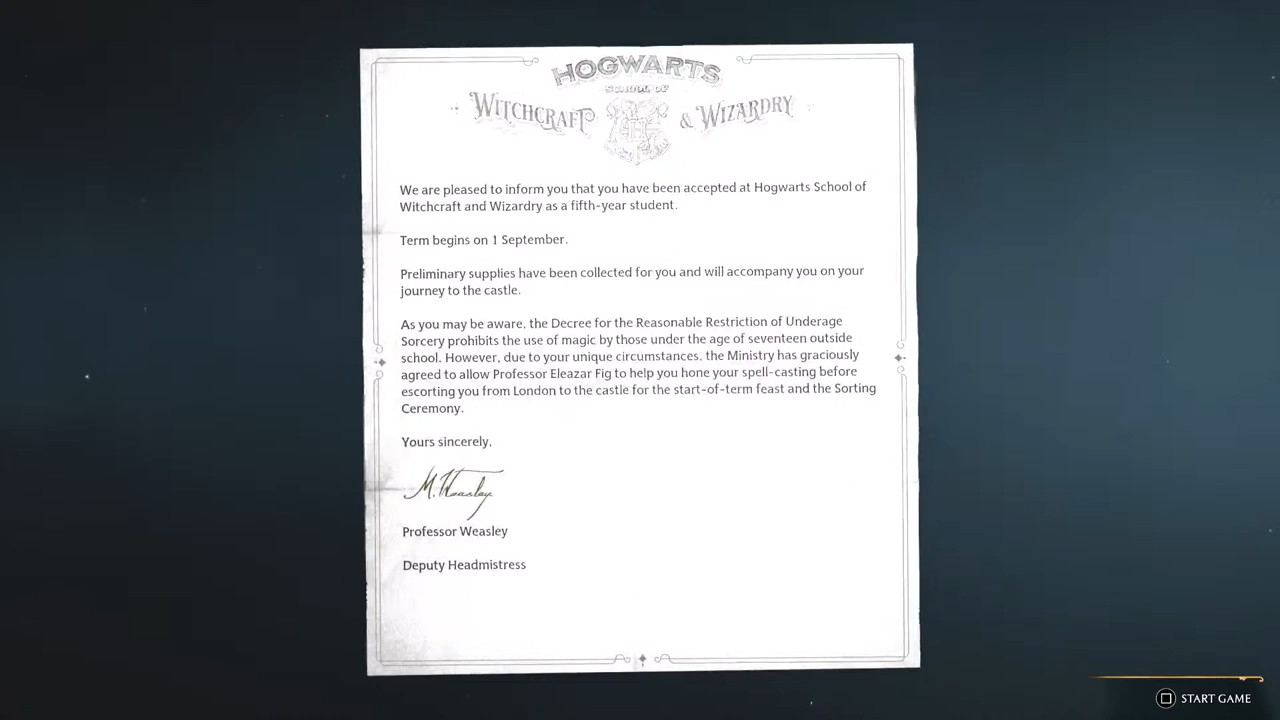 HOGWARTS
SCHOOL OF
WITCHCRAFT & WIZARDRY
H
We are pleased to inform you that you have been accepted at Hogwarts School of
Witchcraft and Wizardry as a fifth-year student.
Term begins on 1 September.
Preliminary supplies have been collected for you and will accompany you on your
journey to the castle.
As you may be aware, the Decree for the Reasonable Restriction of Underage
Sorcery prohibits the use of magic by those under the age of seventeen outside
school. However, due to your unique circumstances, the Ministry has graciously
agreed to allow Professor Eleazar Fig to help you hone your spell-casting before
escorting you from London to the castle for the start-of-term feast and the Sorting
Ceremony.
Yours sincerely,
M. Weasley
Professor Weasley
Deputy Headmistress
START GAME